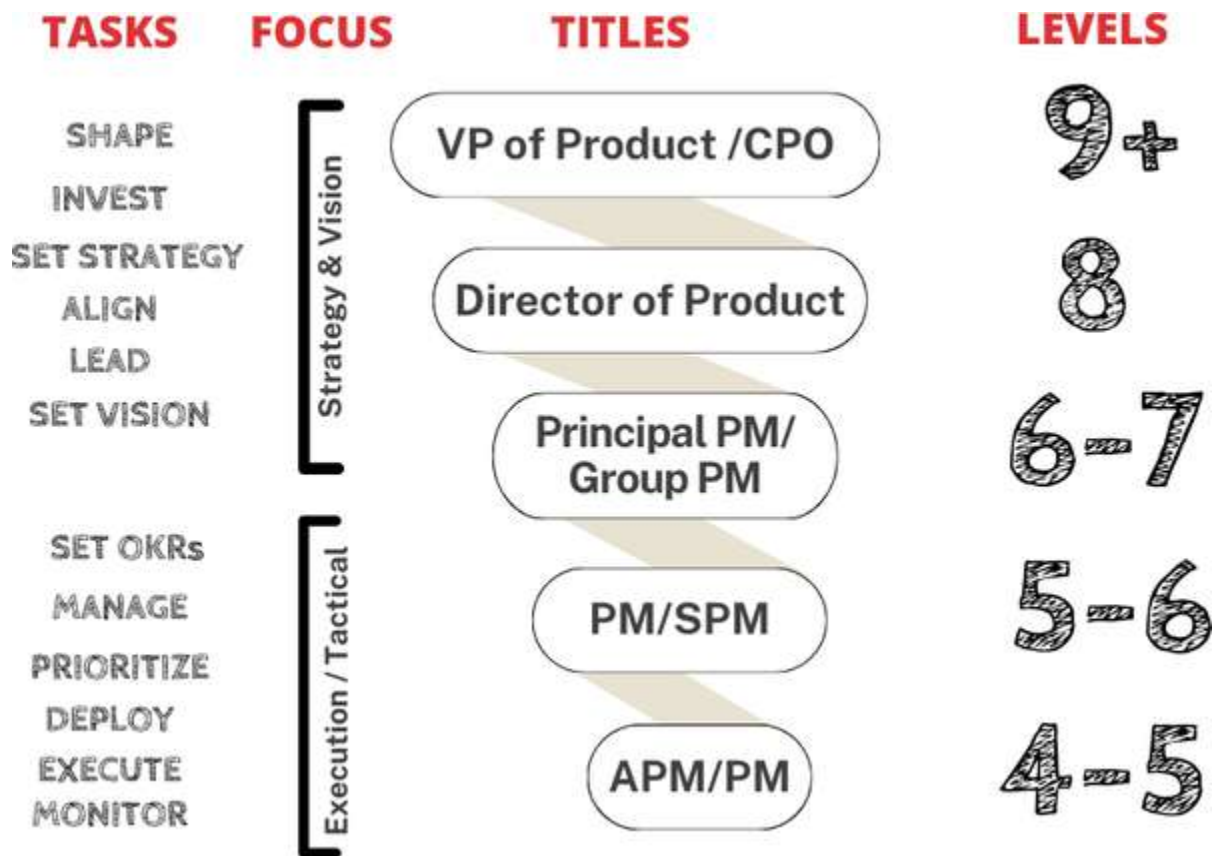 TASKS FOCUS TITLES LEVELS
SHAPE
INVEST
SET STRATEGY
ALIGN
LEAD
SET VISION
Strategy & Vision
VP of Product /CPO
9+
Director of Product
8
Principal PM/
Group PM
6-7
SET OKRs
MANAGE
PRIORITIZE
DEPLOY
EXECUTE
MONITOR
Execution / Tactical
PM/SPM
5-6
APM/PM
4-5